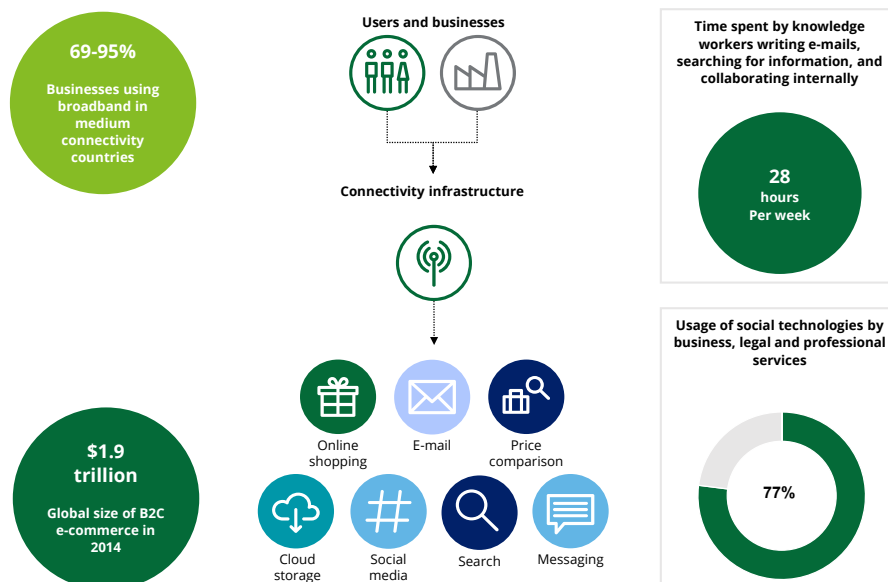 69-95%
Businesses using
broadband in
medium
connectivity
countries
$1.9
trillion
Global size of B2C
e-commerce in
2014
Users and businesses
Connectivity infrastructure
Online
shopping
E-mail
Price
comparison
Cloud
storage
Social
media
Search
Messaging
Time spent by knowledge
workers writing e-mails,
searching for information, and
collaborating internally
28
hours
Per week
Usage of social technologies by
business, legal and professional
services
77%